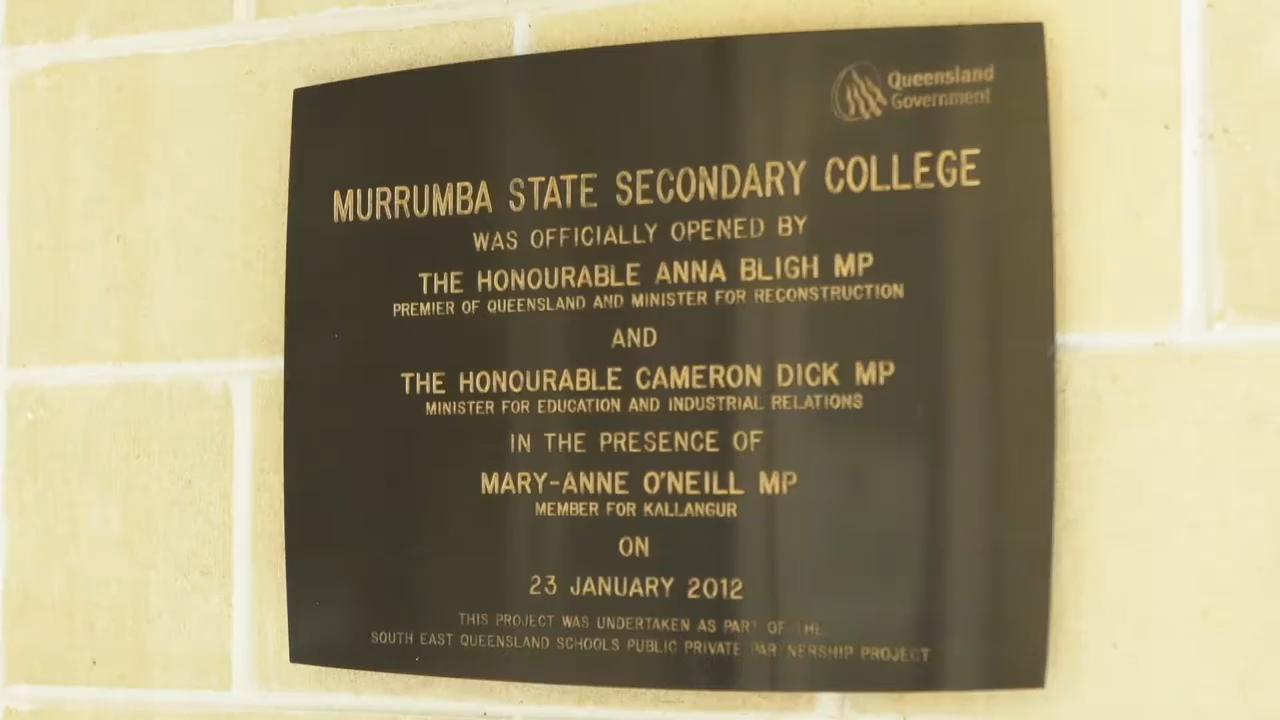 Queensland
Government
MURRUMBA STATE SECONDARY COLLEGE
WAS OFFICIALLY OPENED BY
THE HONOURABLE ANNA BLIGH MP
PREMIER OF QUEENSLAND AND MINISTER FOR RECONSTRUCTION
AND
THE HONOURABLE CAMERON DICK MP
MINISTER FOR EDUCATION AND INDUSTRIAL RELATIONS
IN THE PRESENCE OF
MARY-ANNE O'NEILL MP
MEMBER FOR KALLANGUR
ON
23 JANUARY 2012
THIS PROJECT WAS UNDERTAKEN AS PART OF THE
SOUTH EAST QUEENSLAND SCHOOLS PUBLIC PRIVATE PARTNERSHIP PROJECT